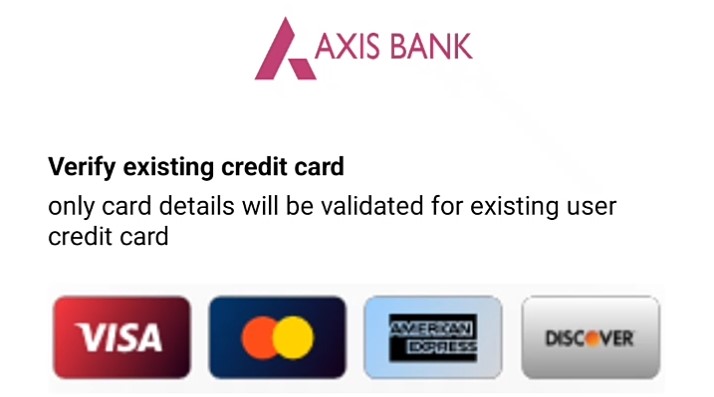 AXIS BANK
Verify existing credit card
only card details will be validated for existing user
credit card
VISA
AMERICAN
EXPRESS
DISCOVER